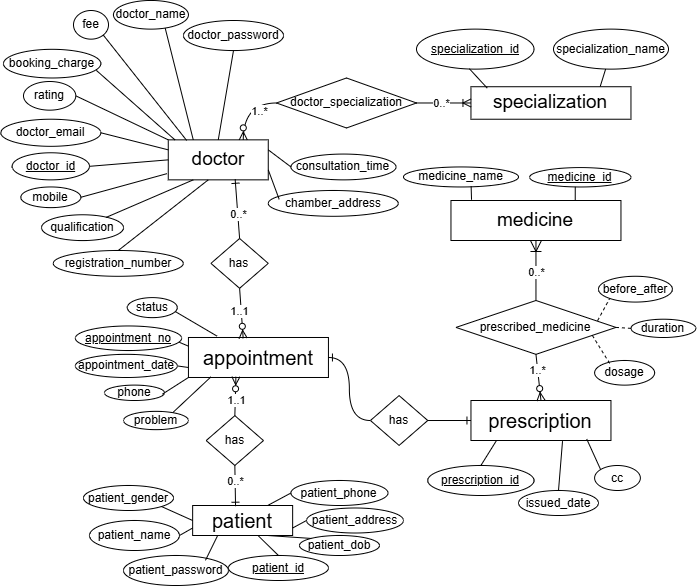 doctor_name
fee
doctor_password
booking_charge
rating
doctor_email
doctor_id
mobile
qualification
registration_number
doctor
consultation_time
chamber_address
1..*
doctor_specialization
0..*
specialization_id
specialization_name
specialization
medicine_name
medicine_id
medicine
0..*
has
1..1
0..*
prescribed_medicine
before_after
duration
dosage
1..*
status
appointment_no
appointment_date
phone
problem
appointment
has
prescription
prescription_id
issued_date
cc
1..1
has
0..*
patient_gender
patient_name
patient_password
patient_id
patient_dob
patient_address
patient_phone
patient